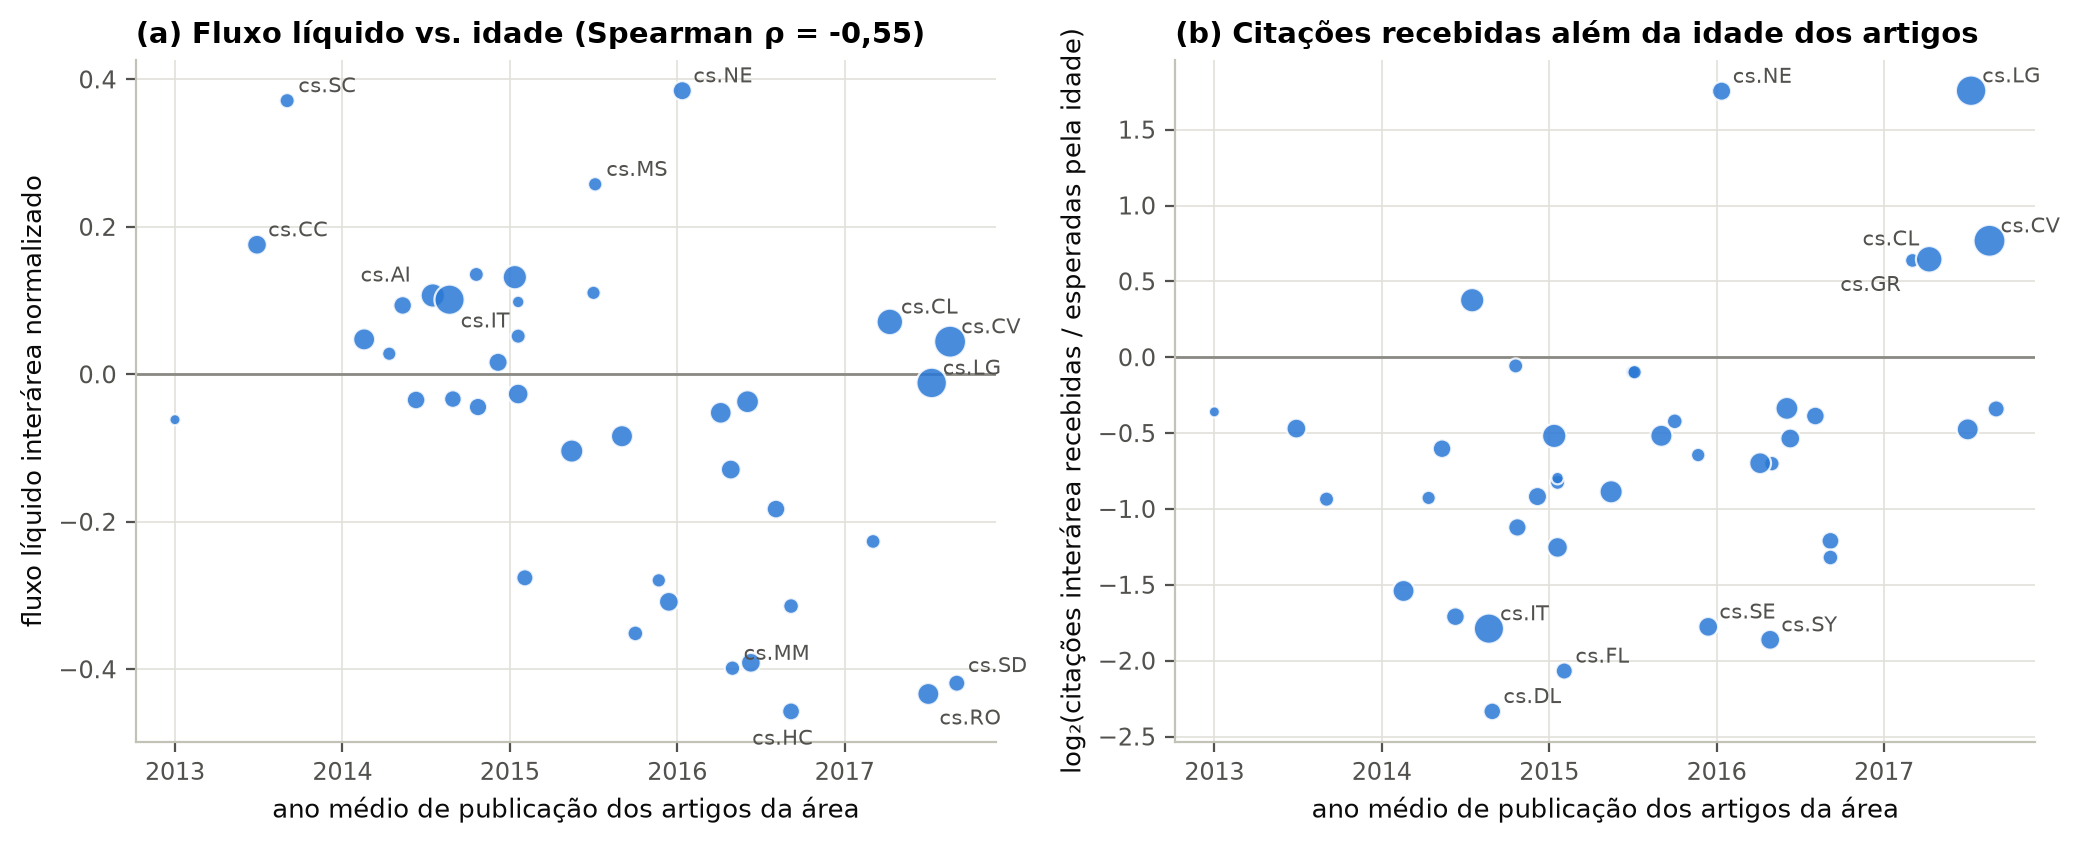 (a) Fluxo líquido vs. idade (Spearman ρ = -0,55)
fluxo líquido interárea normalizado
0.4
0.2
0.0
−0.2
−0.4
cs.SC
cs.NE
cs.MS
cs.CC
cs.AI
cs.IT
cs.CL
cs.CV
cs.LG
cs.MM
cs.SD
cs.RO
cs.HC
2013
2014
2015
2016
2017
ano médio de publicação dos artigos da área
(b) Citações recebidas além da idade dos artigos
log₂(citações interárea recebidas / esperadas pela idade)
1.5
1.0
0.5
0.0
−0.5
−1.0
−1.5
−2.0
−2.5
cs.NE
cs.LG
cs.CV
cs.CL
cs.GR
cs.IT
cs.SE
cs.SY
cs.FL
cs.DL
2013
2014
2015
2016
2017
ano médio de publicação dos artigos da área